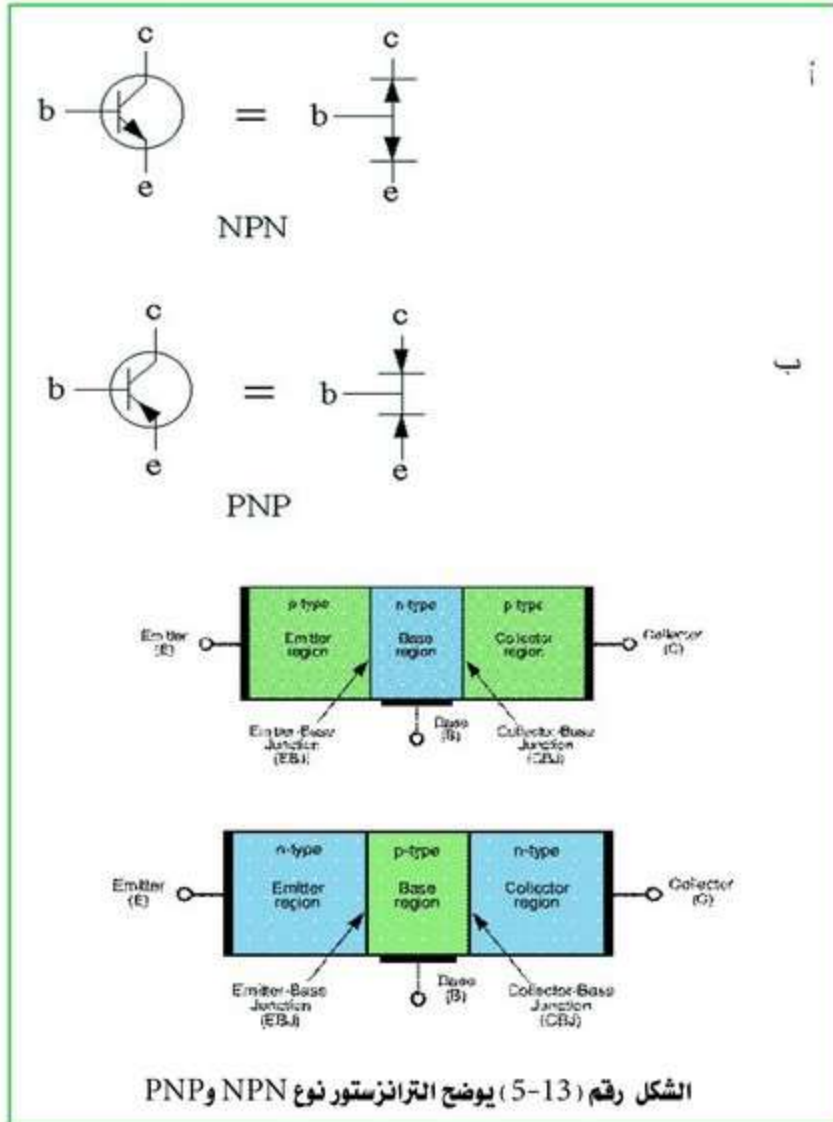 c
c
أ
b
=
b
e
e
NPN
c
c
ب
b
=
b
e
e
PNP
p-type
n-type
p-type
Emitter (E)
Emitter region
Base region
Collector region
Collector (C)
Emitter-Base Junction (EBJ)
Base (B)
Collector-Base Junction (CBJ)
n-type
p-type
n-type
Emitter (E)
Emitter region
Base region
Collector region
Collector (C)
Emitter-Base Junction (EBJ)
Base (B)
Collector-Base Junction (CBJ)
الشكل رقم (13-5) يوضح الترانزستور نوع NPN وPNP